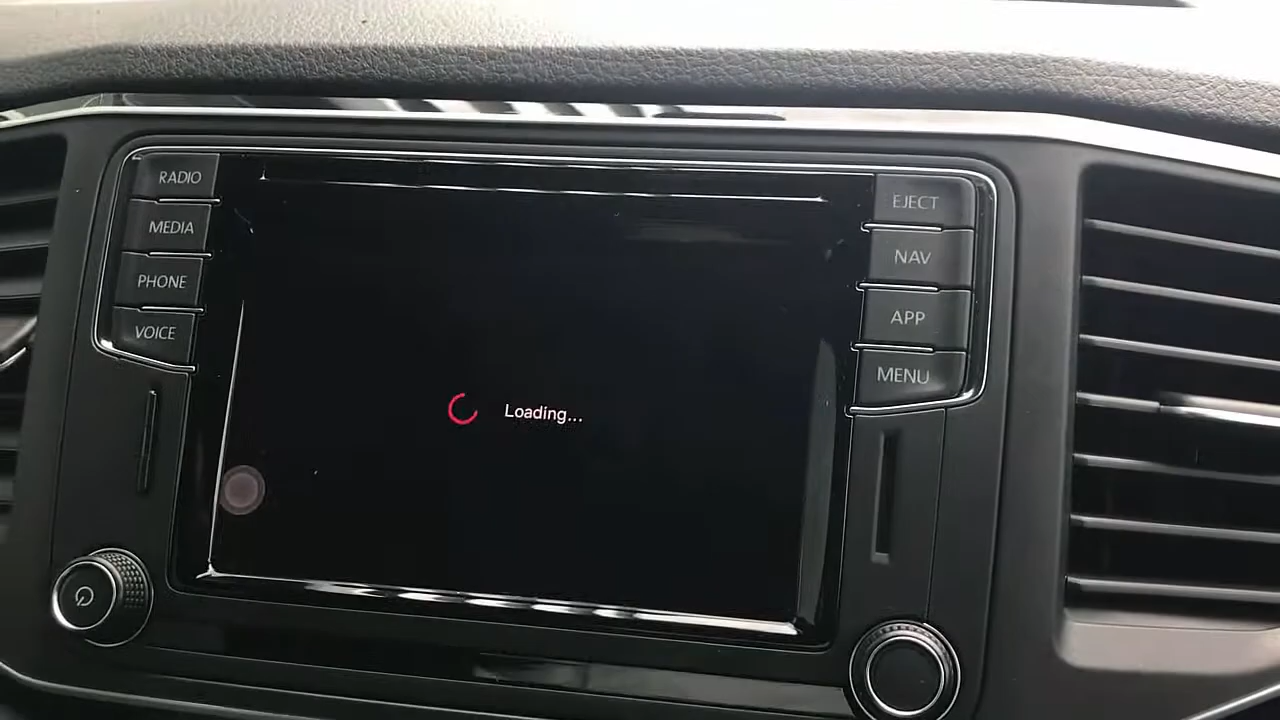 RADIO
MEDIA
PHONE
VOICE
EJECT
NAV
APP
MENU
Loading...